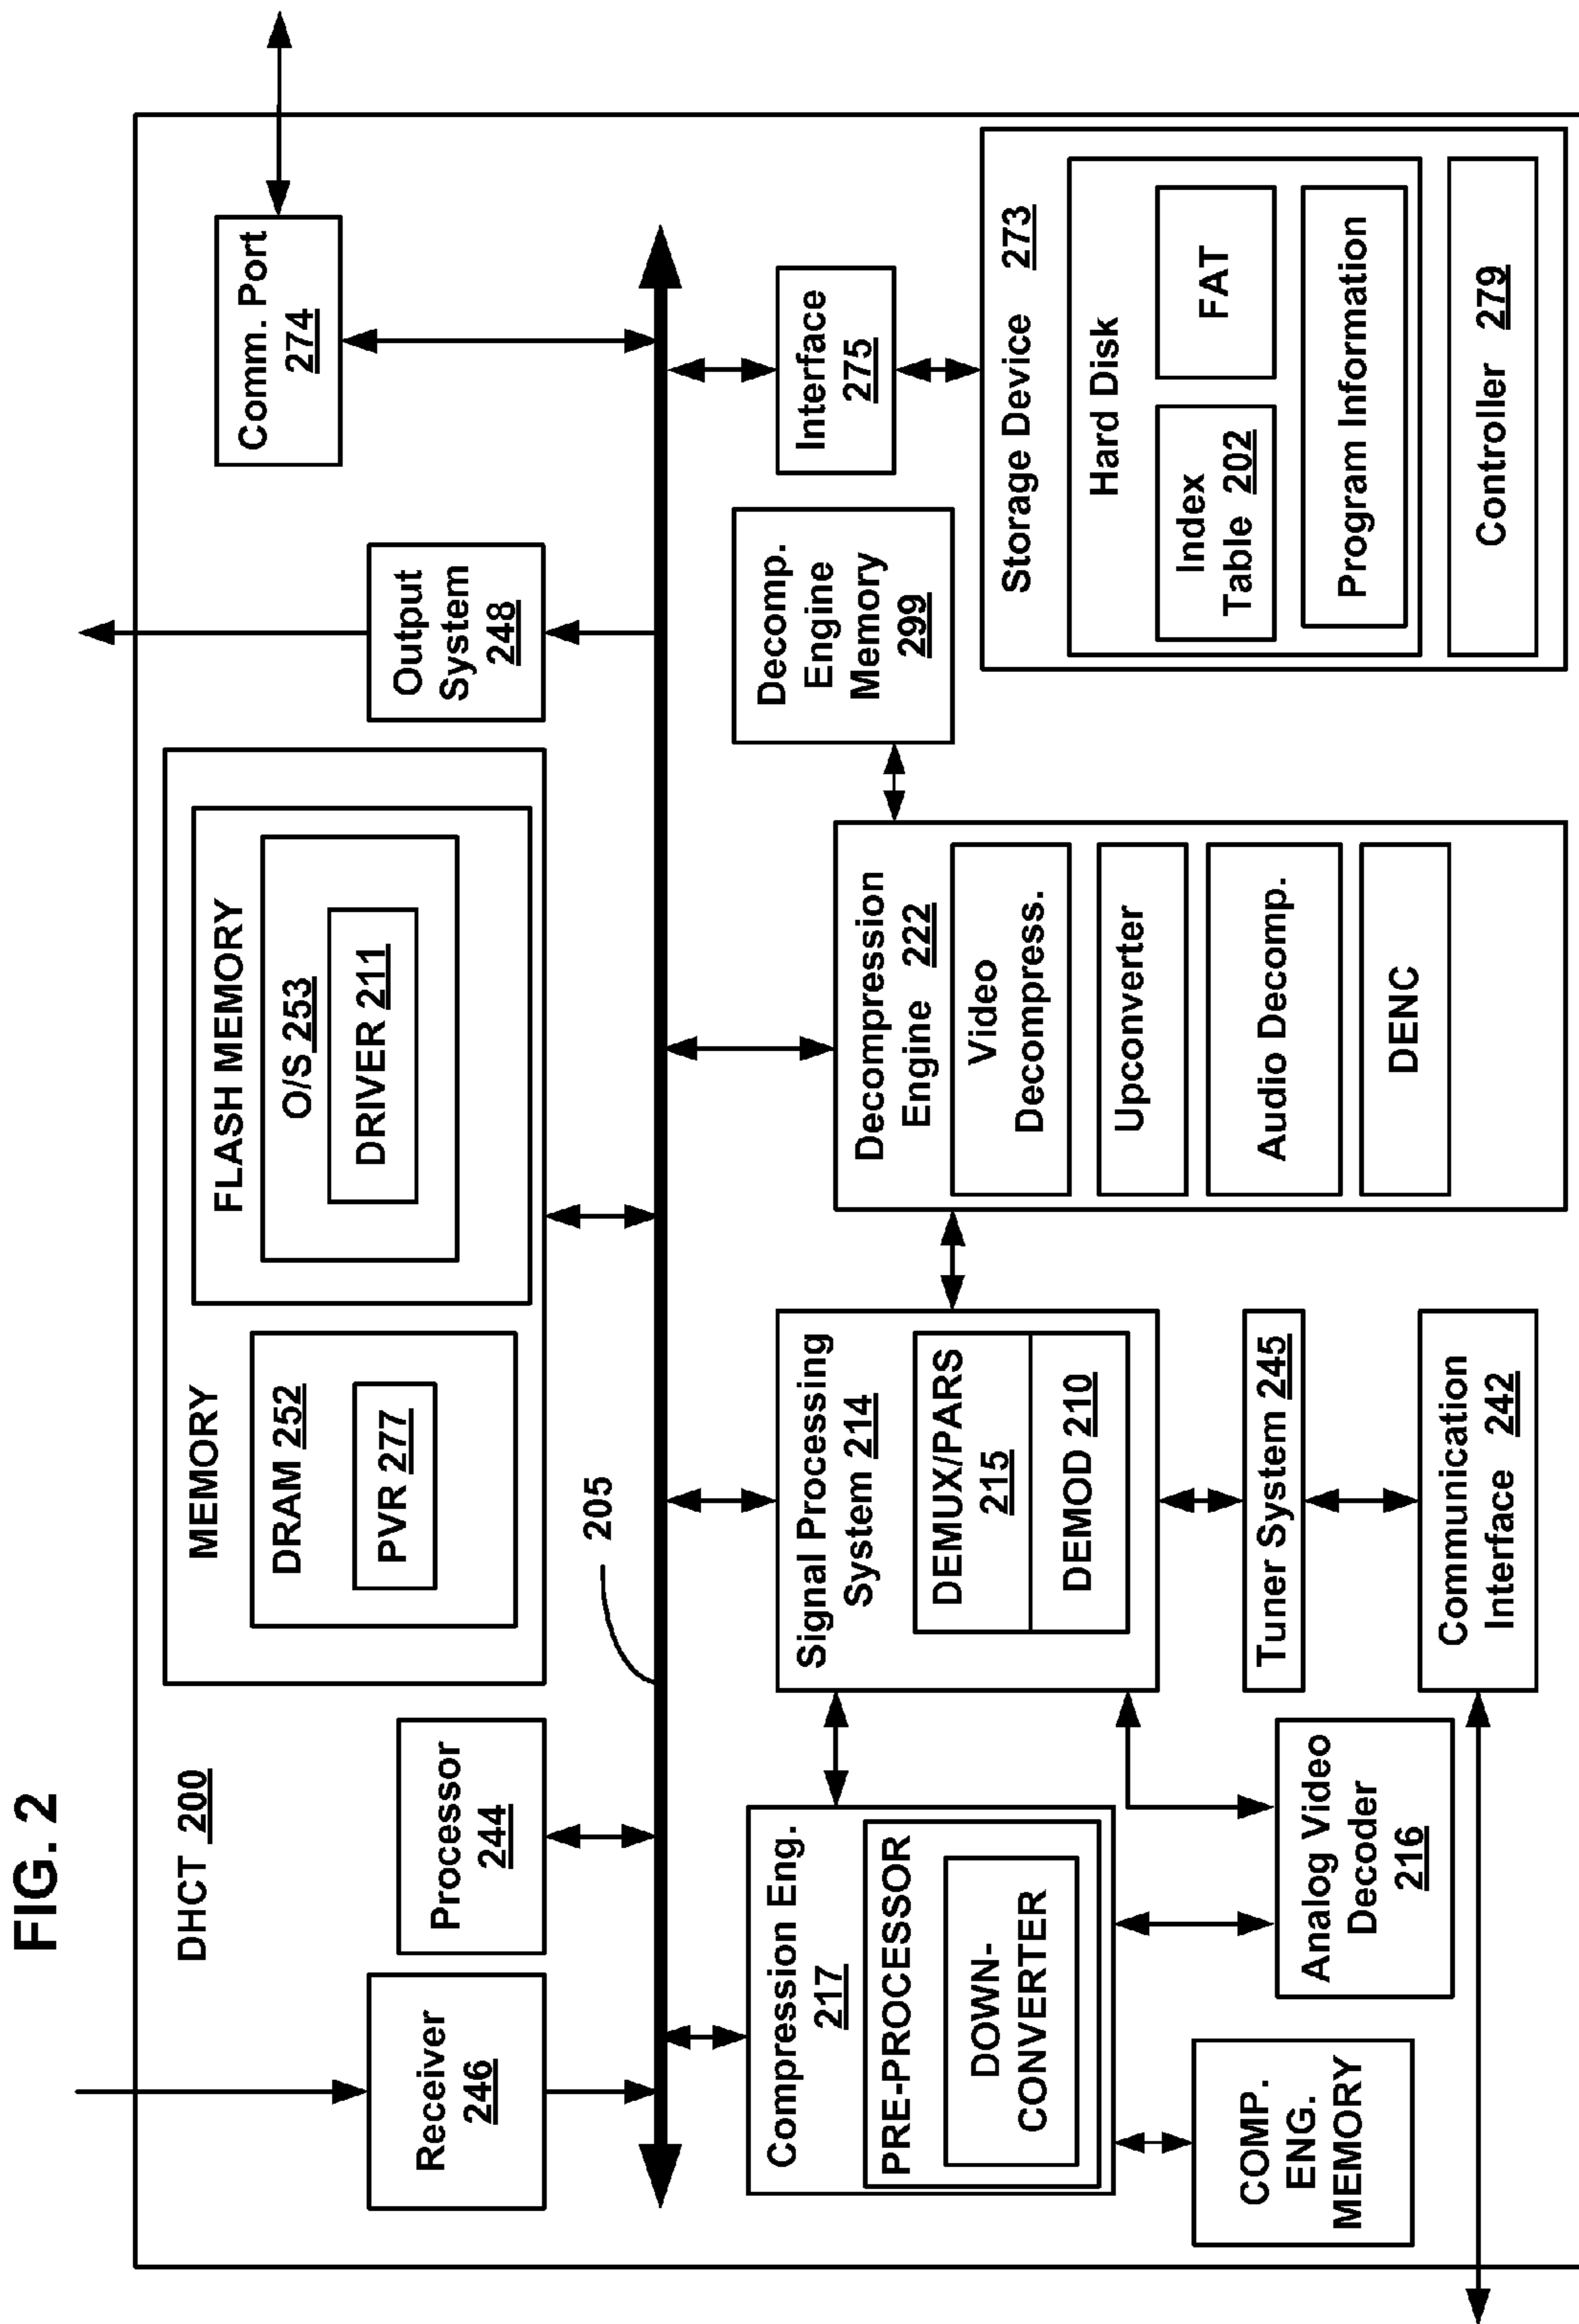 FIG. 2
DHCT 200
Receiver
246
Processor
244
MEMORY
DRAM 252
PVR 277
FLASH MEMORY
O/S 253
DRIVER 211
Output
System
248
Comm. Port
274
205
Compression Eng.
217
PRE-PROCESSOR
DOWN-
CONVERTER
COMP.
ENG.
MEMORY
Analog Video
Decoder
216
Signal Processing
System 214
DEMUX/PARS
215
DEMOD 210
Tuner System 245
Communication
Interface 242
Decompression
Engine 222
Video
Decompress.
Upconverter
Audio Decomp.
DENC
Decomp.
Engine
Memory
299
Interface
275
Storage Device 273
Hard Disk
Index
Table 202
FAT
Program Information
Controller 279